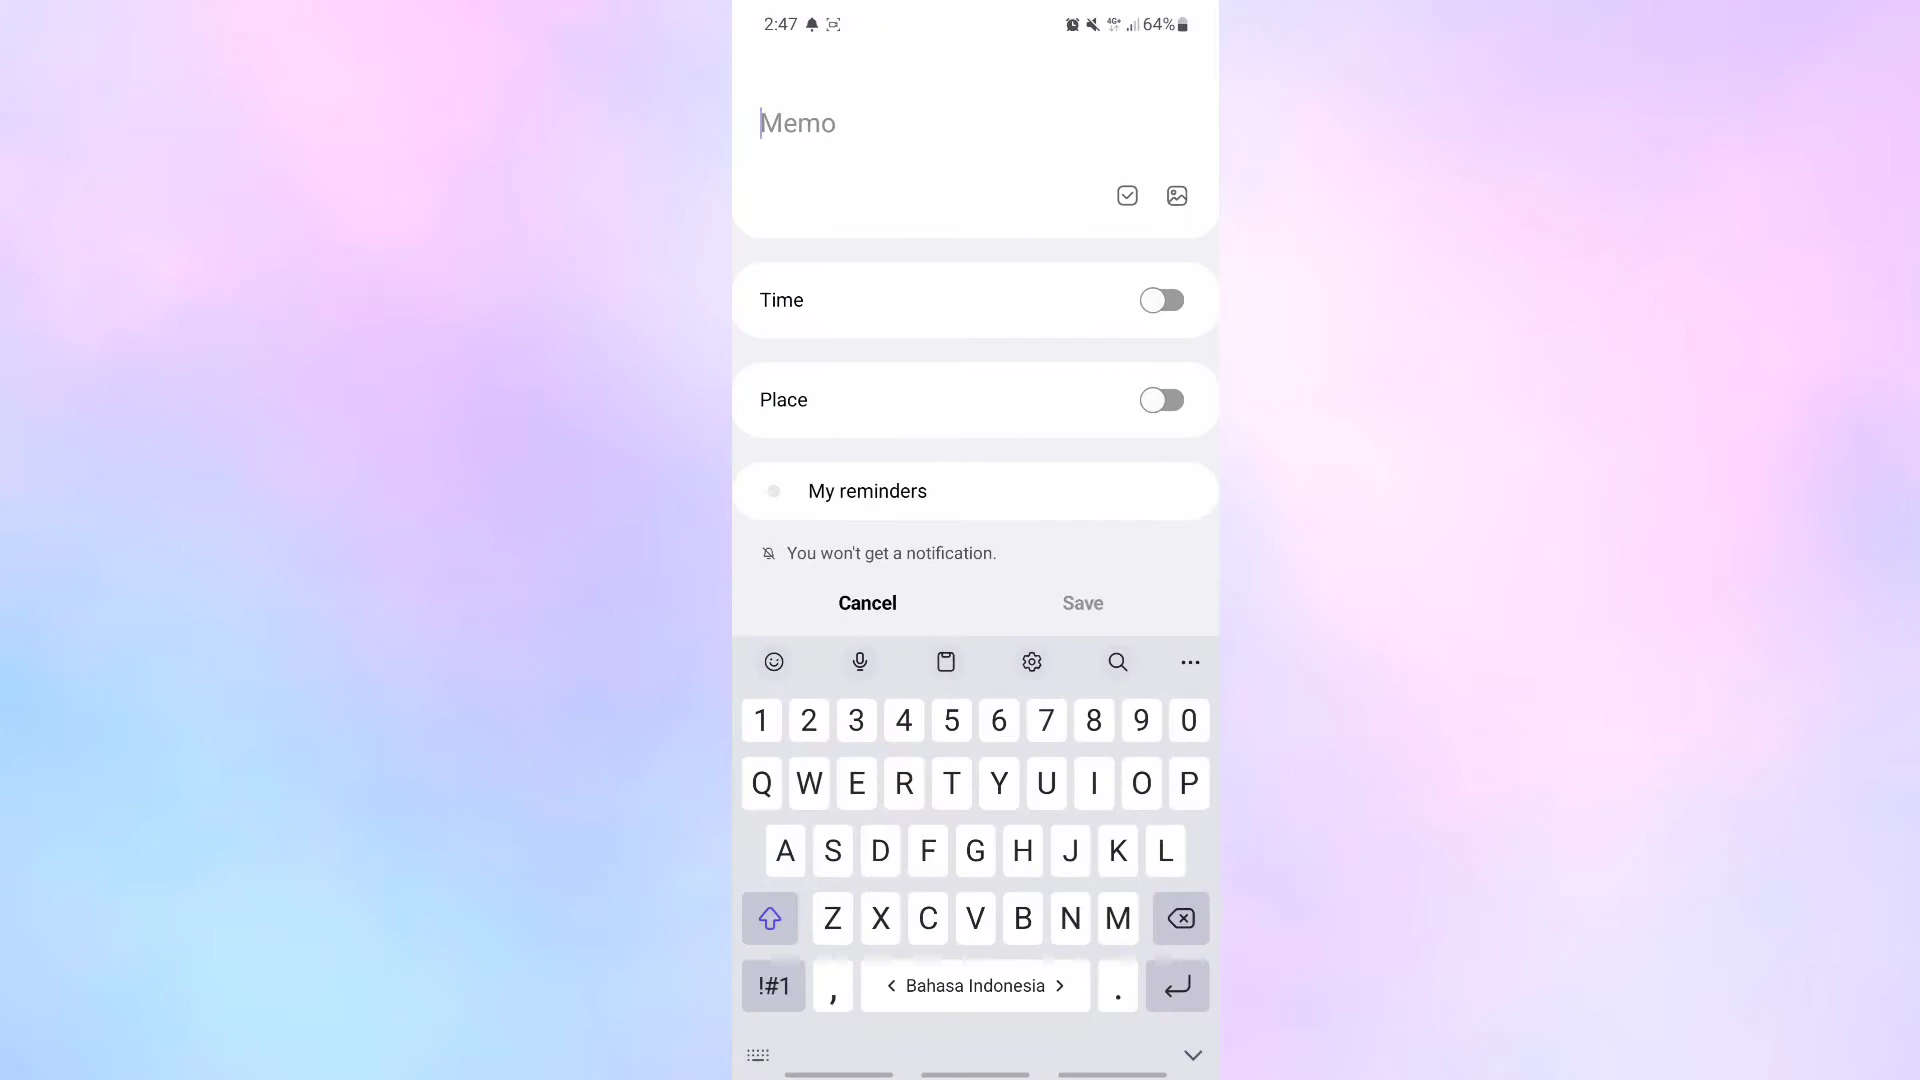 2:47 4G+ 64%
Memo
Time
Place
My reminders
You won't get a notification.
Cancel Save
1 2 3 4 5 6 7 8 9 0
Q W E R T Y U I O P
A S D F G H J K L
Z X C V B N M
!#1 , < Bahasa Indonesia > .